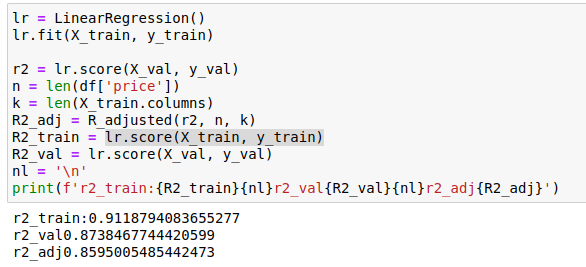 lr = LinearRegression()
lr.fit(X_train, y_train)
r2 = lr.score(X_val, y_val)
n = len(df['price'])
k = len(X_train.columns)
R2_adj = R_adjusted(r2, n, k)
R2_train = lr.score(X_train, y_train)
R2_val = lr.score(X_val, y_val)
nl = '\n'
print(f'r2_train:{R2_train}{nl}r2_val{R2_val}{nl}r2_adj{R2_adj}')
r2_train:0.9118794083655277
r2_val0.8738467744420599
r2_adj0.8595005485442473